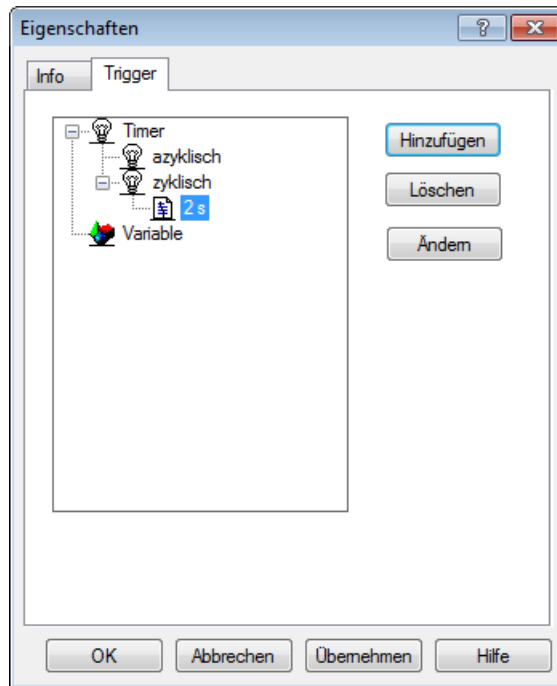 Eigenschaften
Info
Trigger
Timer
azyklisch
zyklisch
2 s
Variable
Hinzufügen
Löschen
Ändern
OK
Abbrechen
Übernehmen
Hilfe